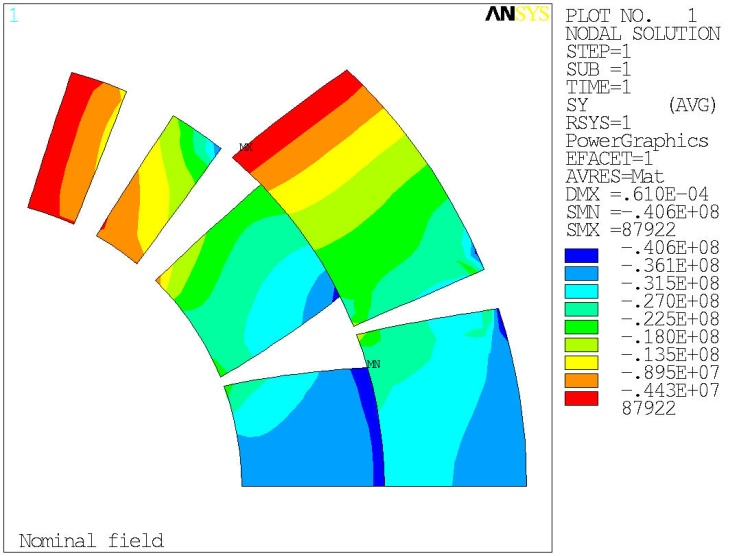 1
ANSYS
PLOT NO. 1
NODAL SOLUTION
STEP=1
SUB =1
TIME=1
SY (AVG)
RSYS=1
PowerGraphics
EFACET=1
AVRES=Mat
DMX =.610E-04
SMN =-.406E+08
SMX =87922
-.406E+08
-.361E+08
-.315E+08
-.270E+08
-.225E+08
-.180E+08
-.135E+08
-.895E+07
-.443E+07
87922
MX
MN
Nominal field